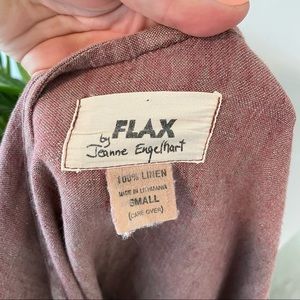 FLAX
by
Jeanne Engelhart
100% LINEN
MADE IN LITHUANIA
SMALL
(CARE OVER)